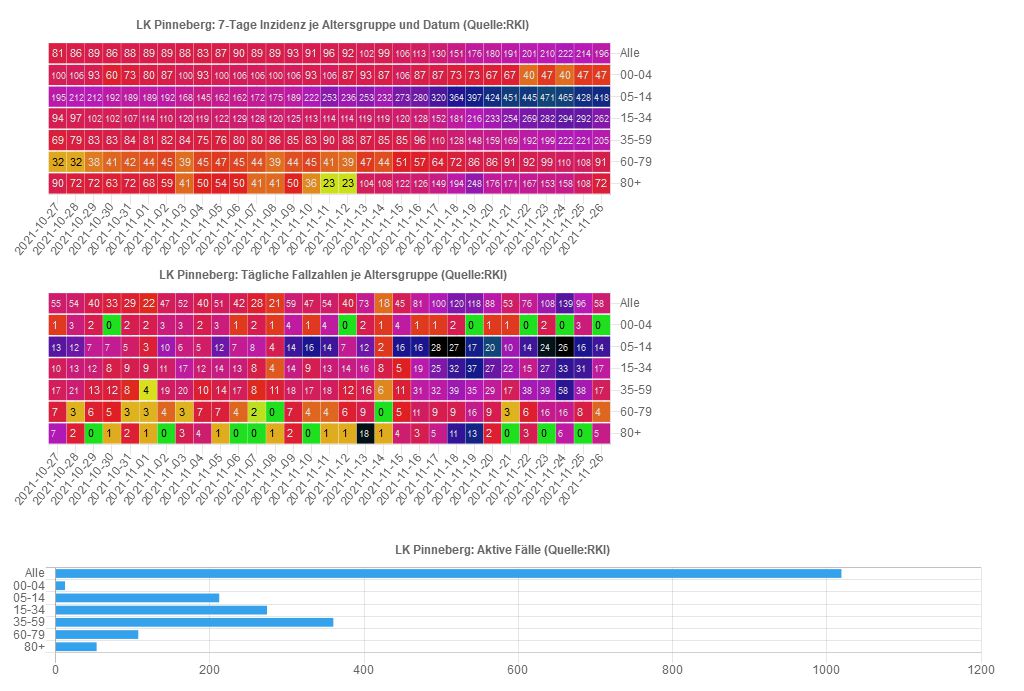 LK Pinneberg: 7-Tage Inzidenz je Altersgruppe und Datum (Quelle:RKI)
81 86 89 86 88 89 89 88 83 87 90 89 89 93 91 96 92 102 99 106 113 130 151 176 180 191 201 210 222 214 196 Alle
100 106 93 60 73 80 87 100 93 100 106 100 106 100 93 106 87 93 87 106 87 87 73 73 67 67 40 47 40 47 47 00-04
195 212 212 192 189 189 192 168 145 162 162 172 175 189 222 253 236 253 232 273 280 320 364 397 424 451 445 471 465 428 418 05-14
94 97 102 102 107 114 110 120 119 122 129 128 120 125 113 114 114 119 119 120 128 152 181 216 233 254 269 282 294 292 262 15-34
69 79 83 83 84 81 82 84 75 76 80 80 86 85 83 90 88 87 85 85 96 110 128 148 159 169 192 199 222 221 205 35-59
32 32 38 41 42 44 45 39 45 47 45 44 39 44 45 41 39 47 44 51 57 64 72 86 86 91 92 99 110 108 91 60-79
90 72 72 63 72 68 59 41 50 54 50 41 41 50 36 23 23 104 108 122 126 149 194 248 176 171 167 153 158 108 72 80+
2021-10-27 2021-10-28 2021-10-29 2021-10-30 2021-10-31 2021-11-01 2021-11-02 2021-11-03 2021-11-04 2021-11-05 2021-11-06 2021-11-07 2021-11-08 2021-11-09 2021-11-10 2021-11-11 2021-11-12 2021-11-13 2021-11-14 2021-11-15 2021-11-16 2021-11-17 2021-11-18 2021-11-19 2021-11-20 2021-11-21 2021-11-22 2021-11-23 2021-11-24 2021-11-25 2021-11-26
LK Pinneberg: Tägliche Fallzahlen je Altersgruppe (Quelle:RKI)
55 54 40 33 29 22 47 52 40 51 42 28 21 59 47 54 40 73 18 45 81 100 120 118 88 53 76 108 139 96 58 Alle
1 3 2 0 2 2 3 3 2 3 1 2 1 4 1 4 0 2 1 4 1 1 2 0 1 1 0 2 0 3 0 00-04
13 12 7 7 5 3 10 6 5 12 7 8 4 14 16 14 7 12 2 16 16 28 27 17 20 10 14 24 26 16 14 05-14
10 13 12 8 9 9 11 17 12 14 13 8 4 14 9 13 14 16 8 5 19 25 32 37 27 22 15 27 33 31 17 15-34
17 21 13 12 8 4 19 20 10 14 17 8 11 18 17 18 12 16 6 11 31 32 39 35 29 17 38 39 58 38 17 35-59
7 3 6 5 3 3 4 3 7 7 4 2 0 7 4 4 6 9 0 5 11 9 9 16 9 3 6 16 16 8 4 60-79
7 2 0 1 2 1 0 3 4 1 0 0 1 2 0 1 1 18 1 4 3 5 11 13 2 0 3 0 6 0 5 80+
2021-10-27 2021-10-28 2021-10-29 2021-10-30 2021-10-31 2021-11-01 2021-11-02 2021-11-03 2021-11-04 2021-11-05 2021-11-06 2021-11-07 2021-11-08 2021-11-09 2021-11-10 2021-11-11 2021-11-12 2021-11-13 2021-11-14 2021-11-15 2021-11-16 2021-11-17 2021-11-18 2021-11-19 2021-11-20 2021-11-21 2021-11-22 2021-11-23 2021-11-24 2021-11-25 2021-11-26
LK Pinneberg: Aktive Fälle (Quelle:RKI)
Alle
00-04
05-14
15-34
35-59
60-79
80+
0 200 400 600 800 1000 1200